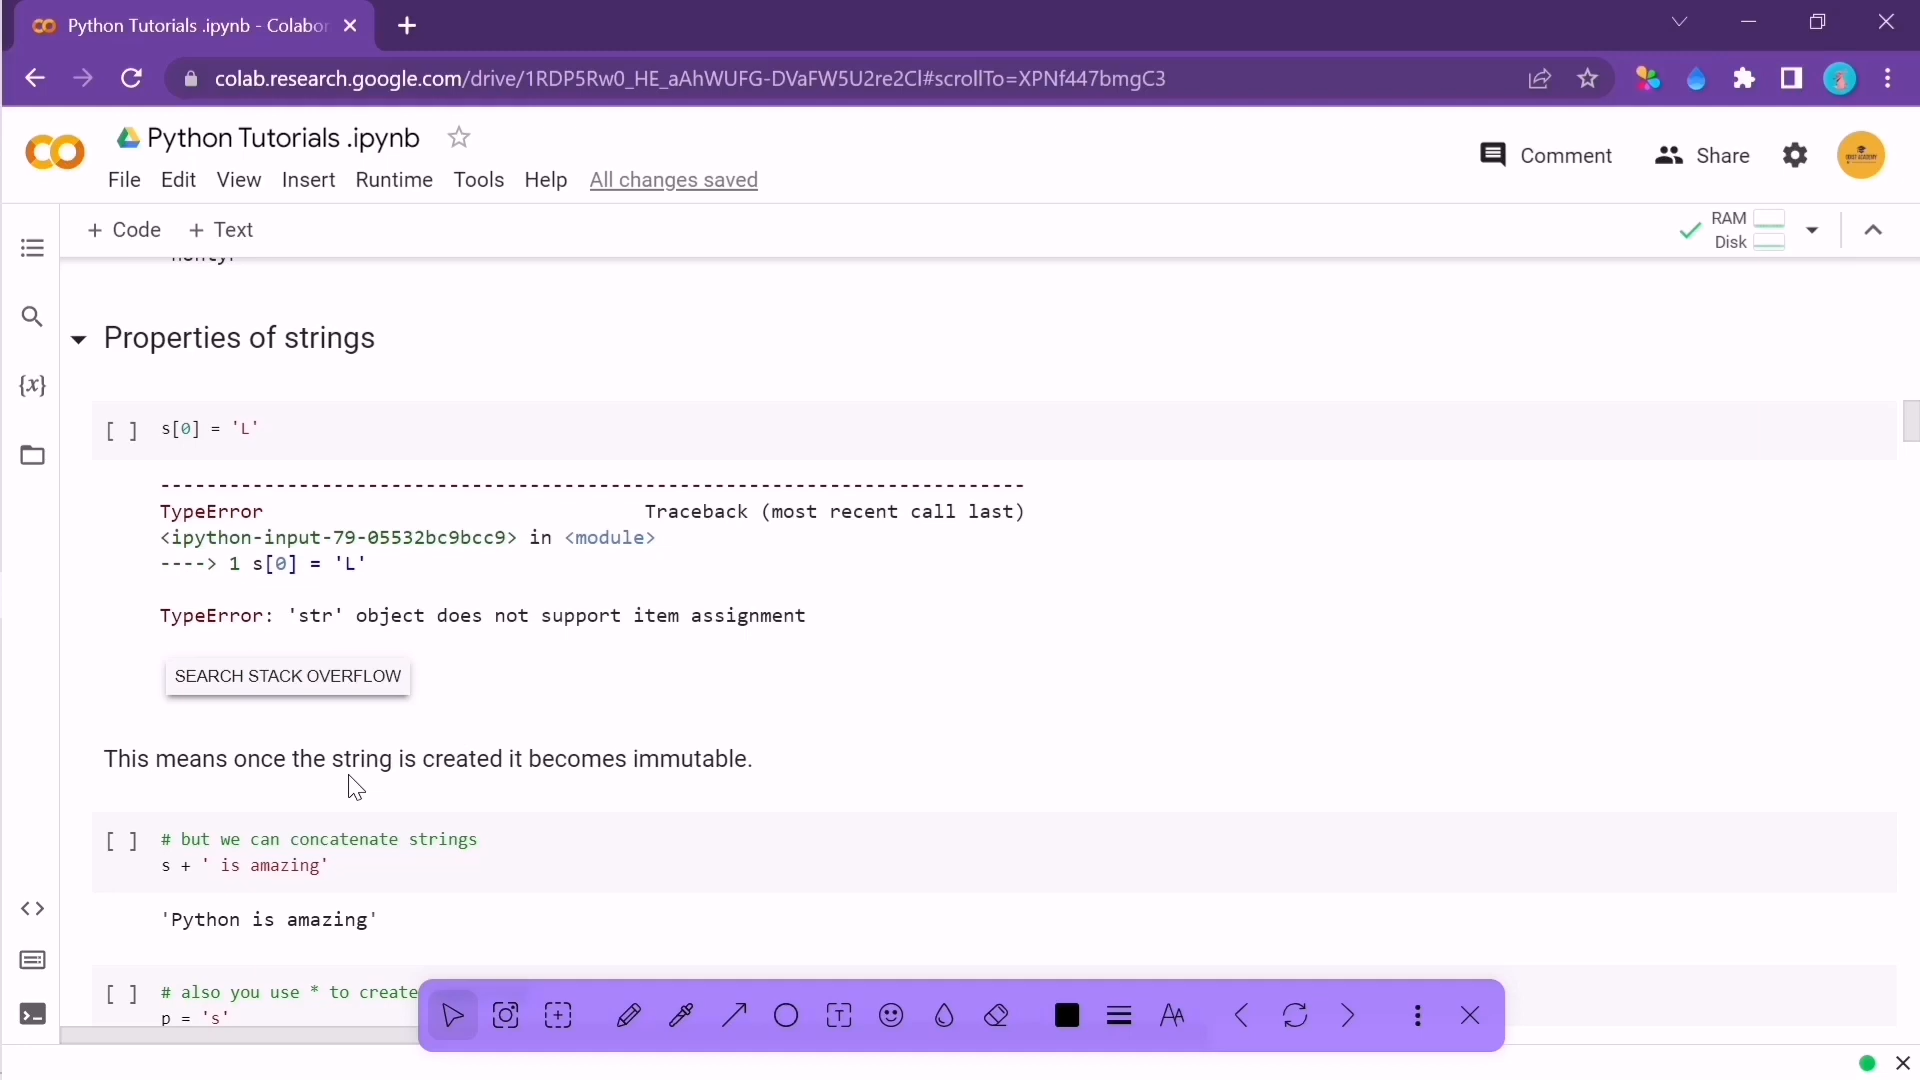 Python Tutorials .ipynb - Colabor
colab.research.google.com/drive/1RDP5Rw0_HE_aAhWUFG-DVaFW5U2re2Cl#scrollTo=XPNf447bmgC3
Python Tutorials .ipynb
Comment
Share
File Edit View Insert Runtime Tools Help All changes saved
+ Code + Text
RAM
Disk
Properties of strings
{x}
[ ] s[0] = 'L'
---------------------------------------------------------------------------
TypeError Traceback (most recent call last)
<ipython-input-79-05532bc9bcc9> in <module>
----> 1 s[0] = 'L'
TypeError: 'str' object does not support item assignment
SEARCH STACK OVERFLOW
This means once the string is created it becomes immutable.
[ ] # but we can concatenate strings
s + ' is amazing'
'Python is amazing'
[ ] # also you use * to create
p = 's'